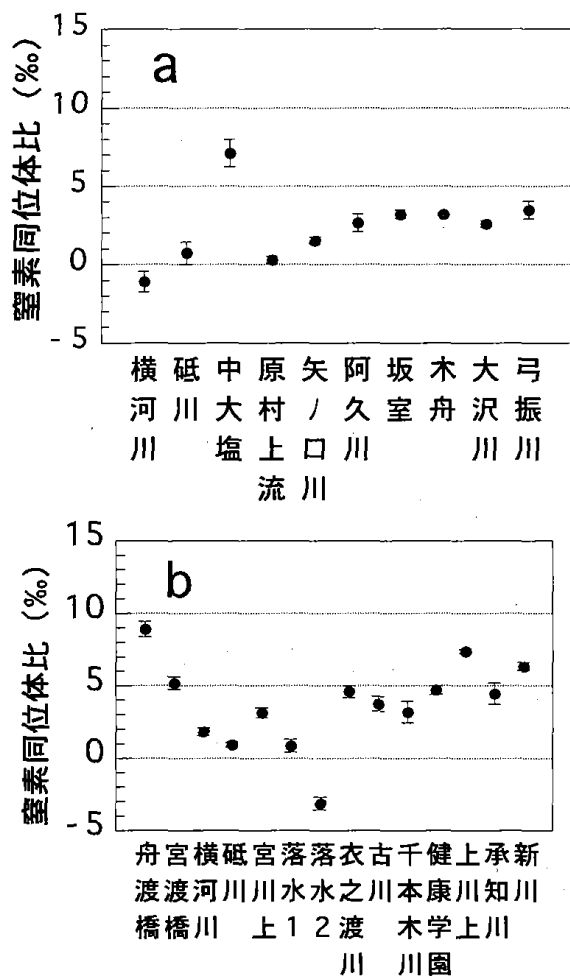 a
窒素同位体比 (‰)
15
10
5
0
-5
横河川
砥川
中大塩
原村上流
矢ノ口川
阿久川
坂室
木舟
大沢川
弓振川
b
窒素同位体比 (‰)
15
10
5
0
-5
舟渡橋
宮渡橋
横河川
砥川
宮川上
落水1
落水2
衣之渡川
古川
千本木川
健康学園
上川上
承知川
新川